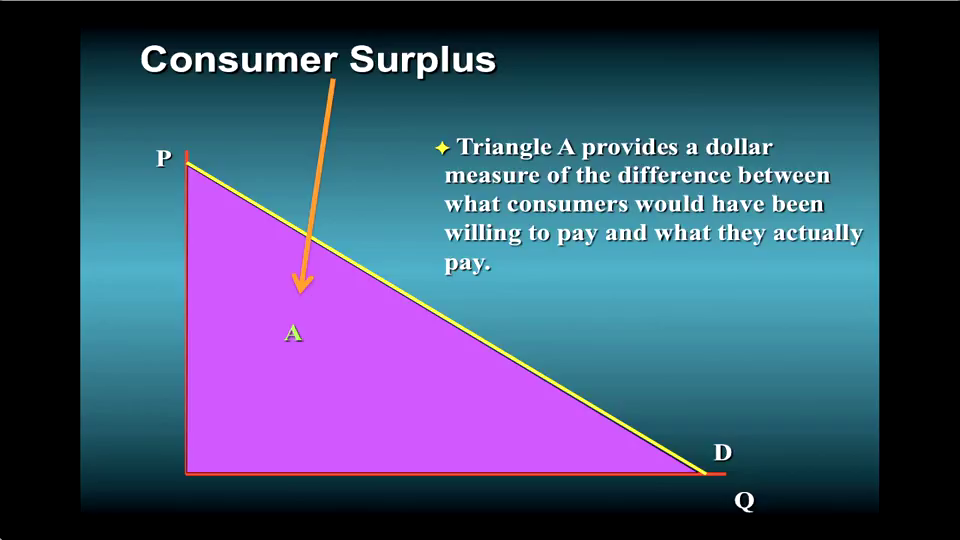 Consumer Surplus
P
✦ Triangle A provides a dollar
measure of the difference between
what consumers would have been
willing to pay and what they actually
pay.
A
D
Q